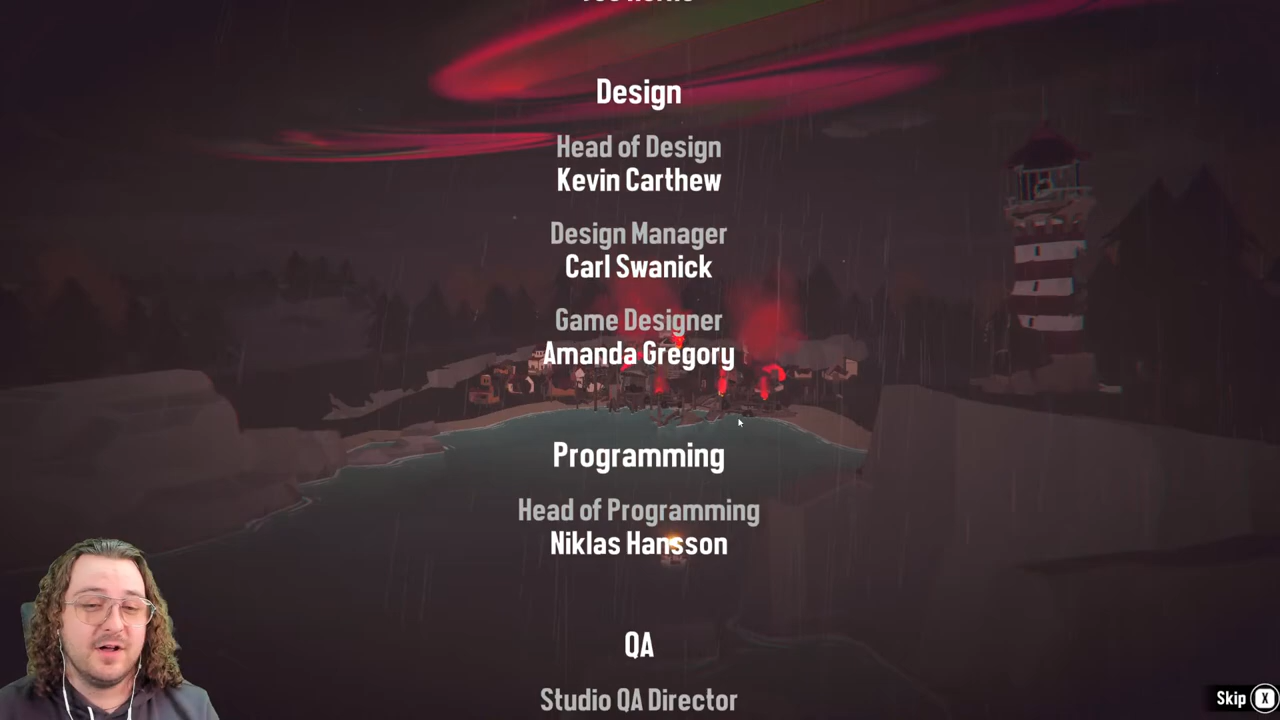 Design
Head of Design
Kevin Carthew
Design Manager
Carl Swanick
Game Designer
Amanda Gregory
Programming
Head of Programming
Niklas Hansson
QA
Studio QA Director
Skip X